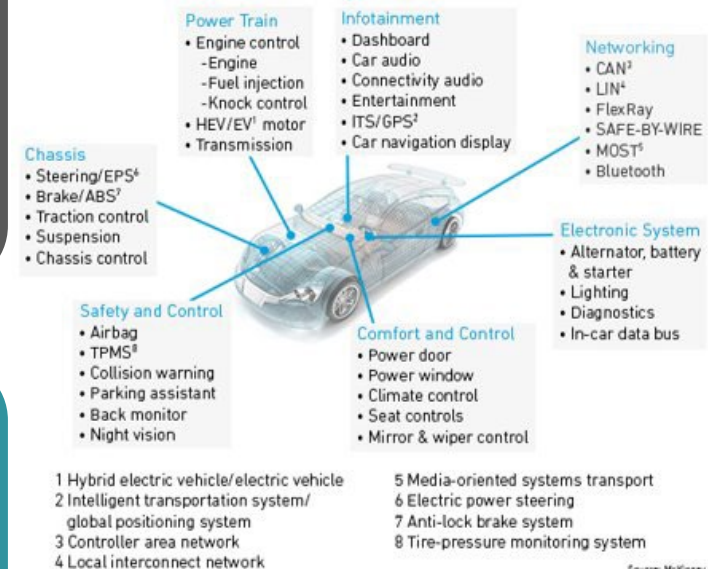 Power Train
• Engine control
-Engine
-Fuel injection
-Knock control
• HEV/EV¹ motor
• Transmission
Infotainment
• Dashboard
• Car audio
• Connectivity audio
• Entertainment
• ITS/GPS²
• Car navigation display
Networking
• CAN³
• LIN⁴
• FlexRay
• SAFE-BY-WIRE
• MOST⁵
• Bluetooth
Chassis
• Steering/EPS⁶
• Brake/ABS⁷
• Traction control
• Suspension
• Chassis control
Electronic System
• Alternator, battery
& starter
• Lighting
• Diagnostics
• In-car data bus
Safety and Control
• Airbag
• TPMS⁸
• Collision warning
• Parking assistant
• Back monitor
• Night vision
Comfort and Control
• Power door
• Power window
• Climate control
• Seat controls
• Mirror & wiper control
1 Hybrid electric vehicle/electric vehicle
2 Intelligent transportation system/
global positioning system
3 Controller area network
4 Local interconnect network
5 Media-oriented systems transport
6 Electric power steering
7 Anti-lock brake system
8 Tire-pressure monitoring system